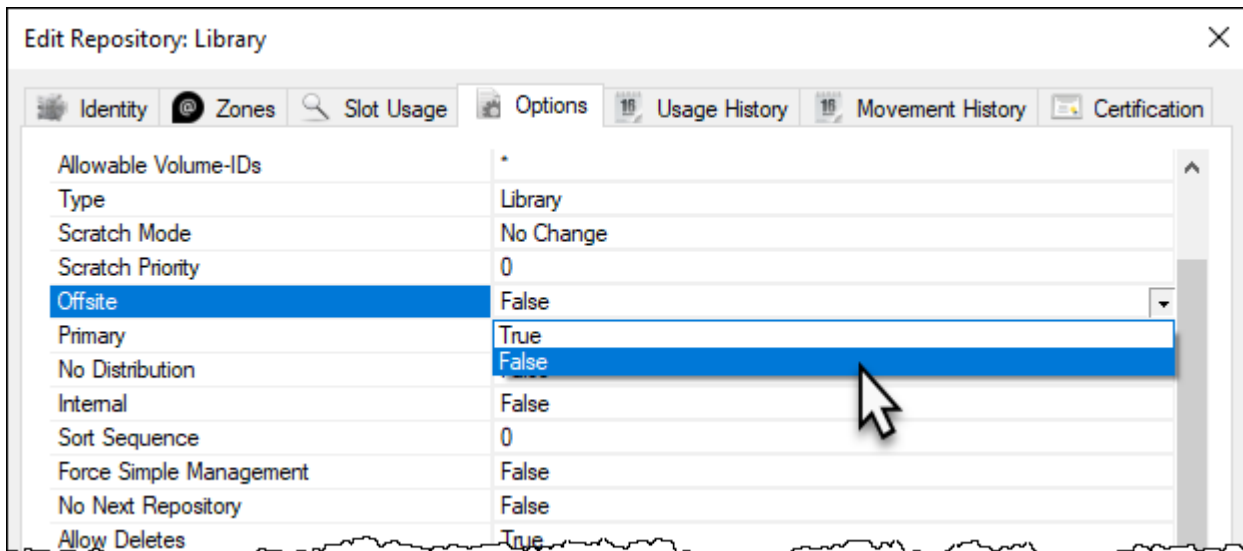 Edit Repository: Library
Identity Zones Slot Usage Options Usage History Movement History Certification
Allowable Volume-IDs *
Type Library
Scratch Mode No Change
Scratch Priority 0
Offsite False
Primary True
False
No Distribution
Internal False
Sort Sequence 0
Force Simple Management False
No Next Repository False
Allow Deletes True